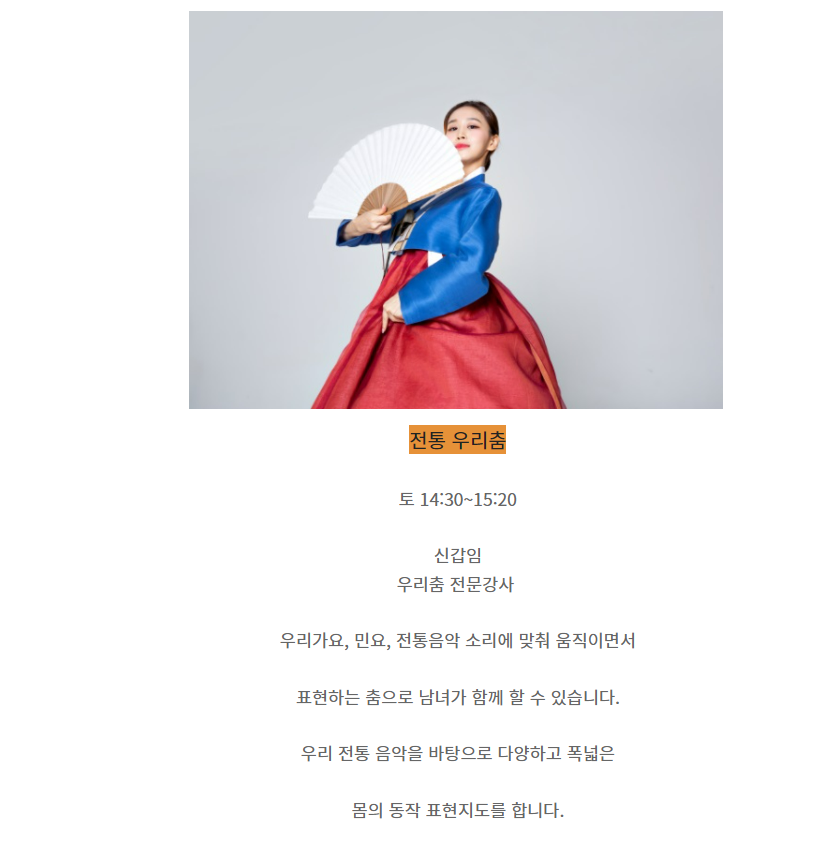 전통 우리춤
토 14:30~15:20
신갑임
우리춤 전문강사
우리가요, 민요, 전통음악 소리에 맞춰 움직이면서
표현하는 춤으로 남녀가 함께 할 수 있습니다.
우리 전통 음악을 바탕으로 다양하고 폭넓은
몸의 동작 표현지도를 합니다.